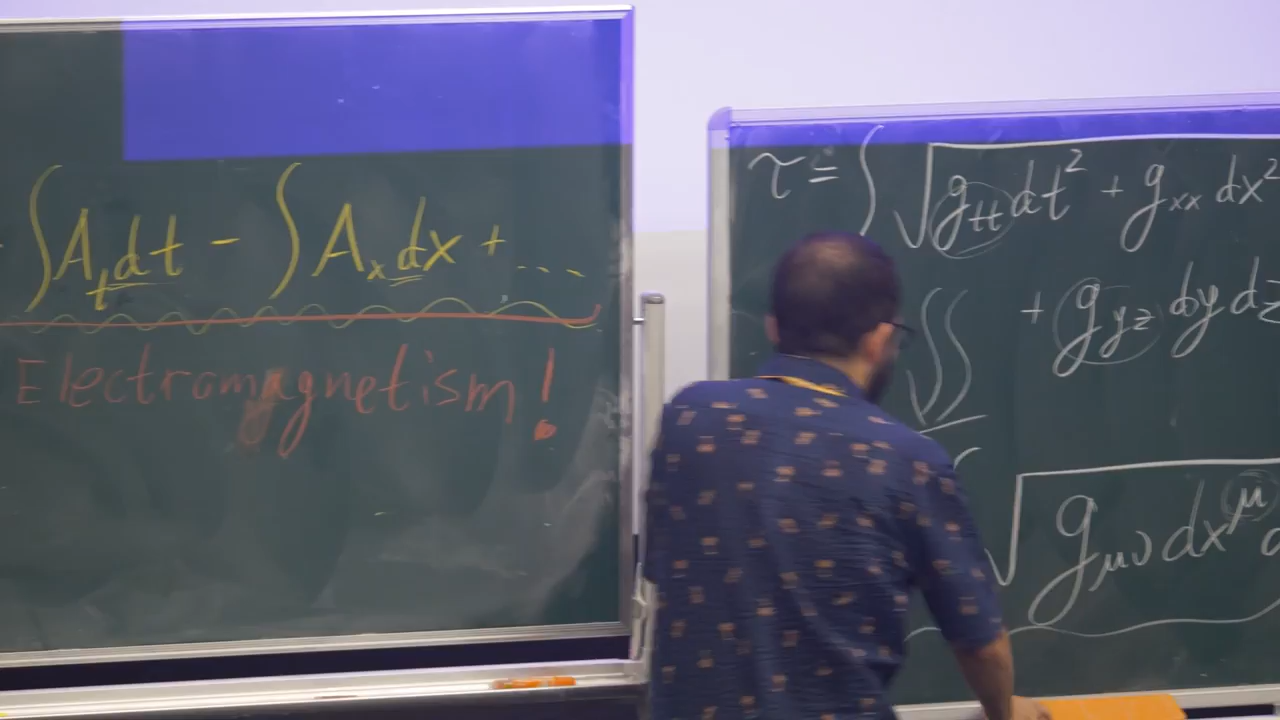 - ∫A_t dt - ∫A_x dx + ...
Electromagnetism!
τ = ∫√g_tt dt² + g_xx dx²
+ g_yz dy dz
∫∫
∫√g_μν dx^μ